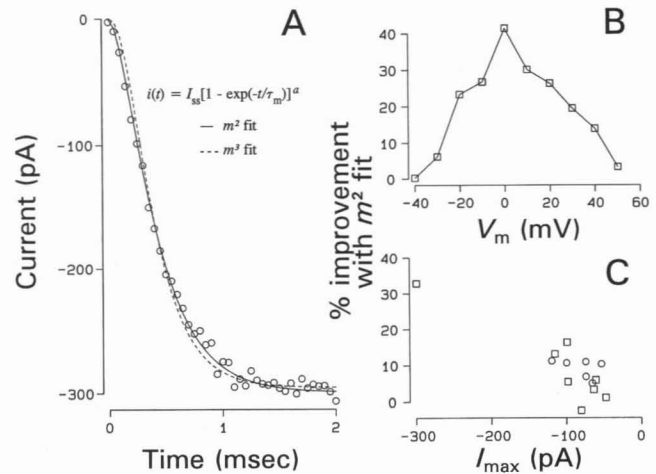 A
i(t) = Iss[1 - exp(-t/τm)]^a
— m² fit
---- m³ fit
0
−100
−200
−300
Current (pA)
0
1
2
Time (msec)
B
40
30
20
10
0
−40
−20
0
20
40
60
Vm (mV)
% improvement
with m² fit
C
40
30
20
10
0
−300
−200
−100
0
Imax (pA)